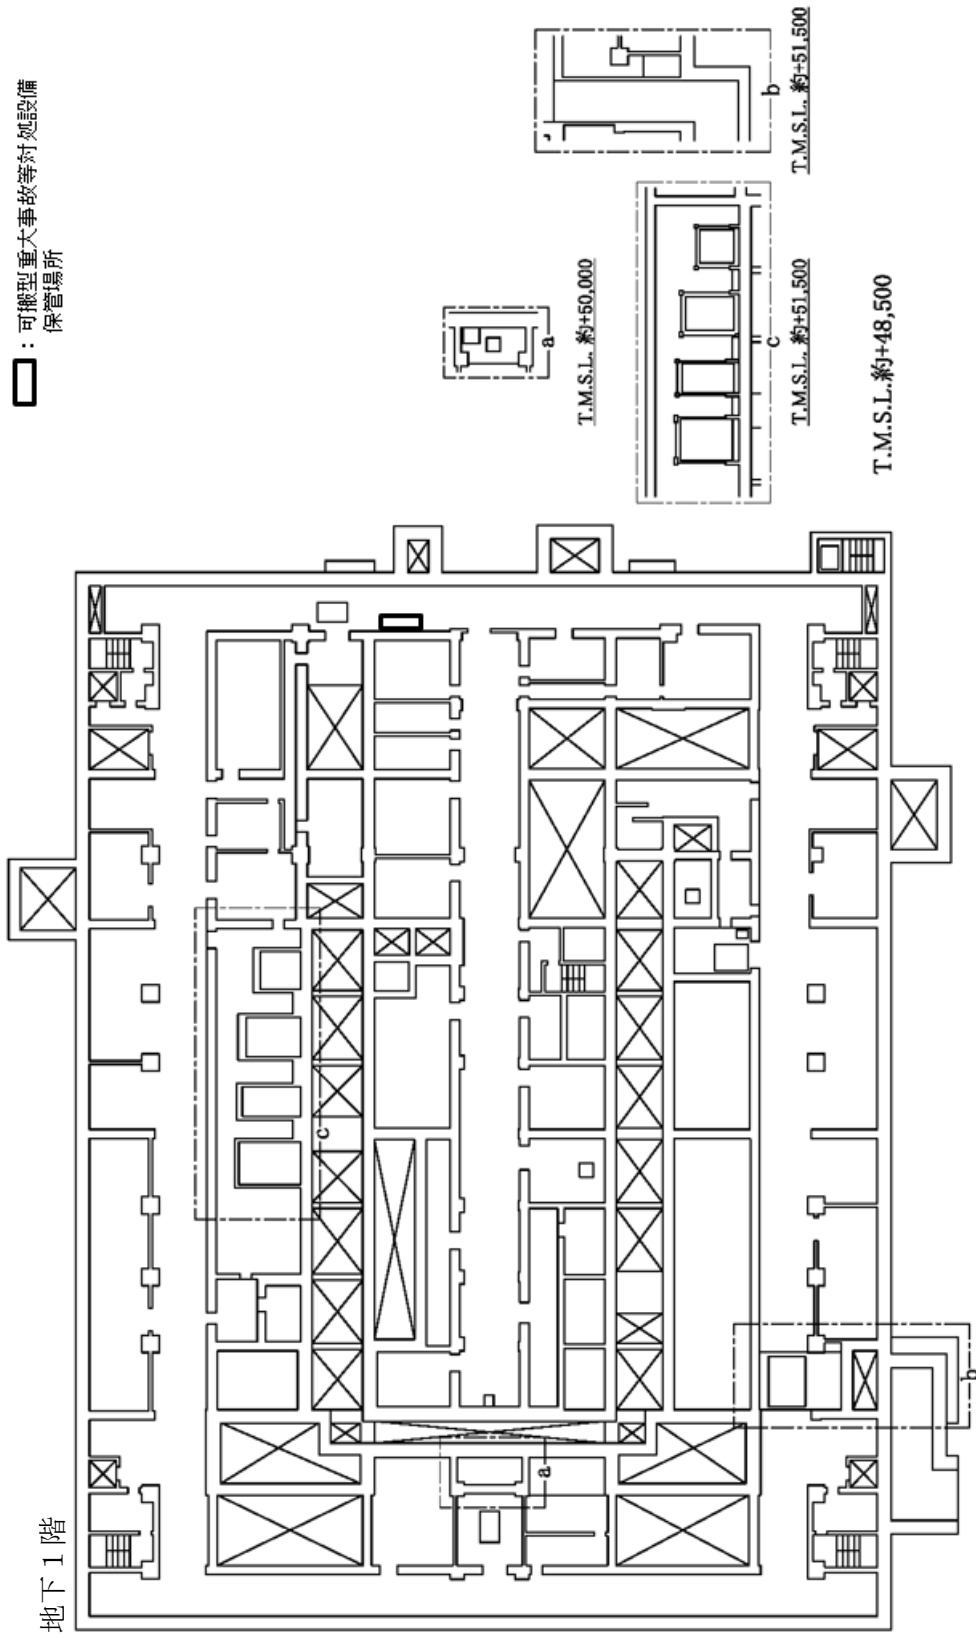 地下 1 階
：可搬型重大事故等対処設備
保管場所
a
T.M.S.L. 約+50,000
b
T.M.S.L. 約+51,500
c
T.M.S.L. 約+51,500
T.M.S.L.約+48,500
c
a
b